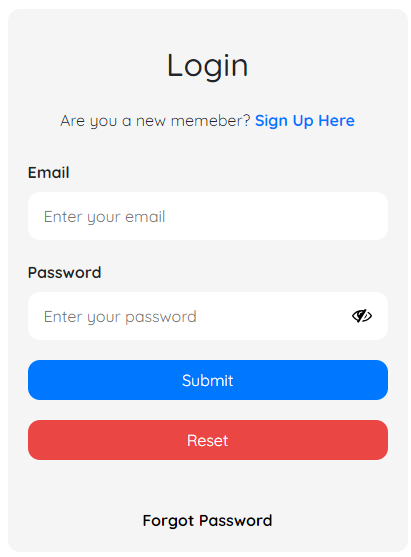 Login
Are you a new memeber? Sign Up Here
Email
Enter your email
Password
Enter your password
Submit
Reset
Forgot Password